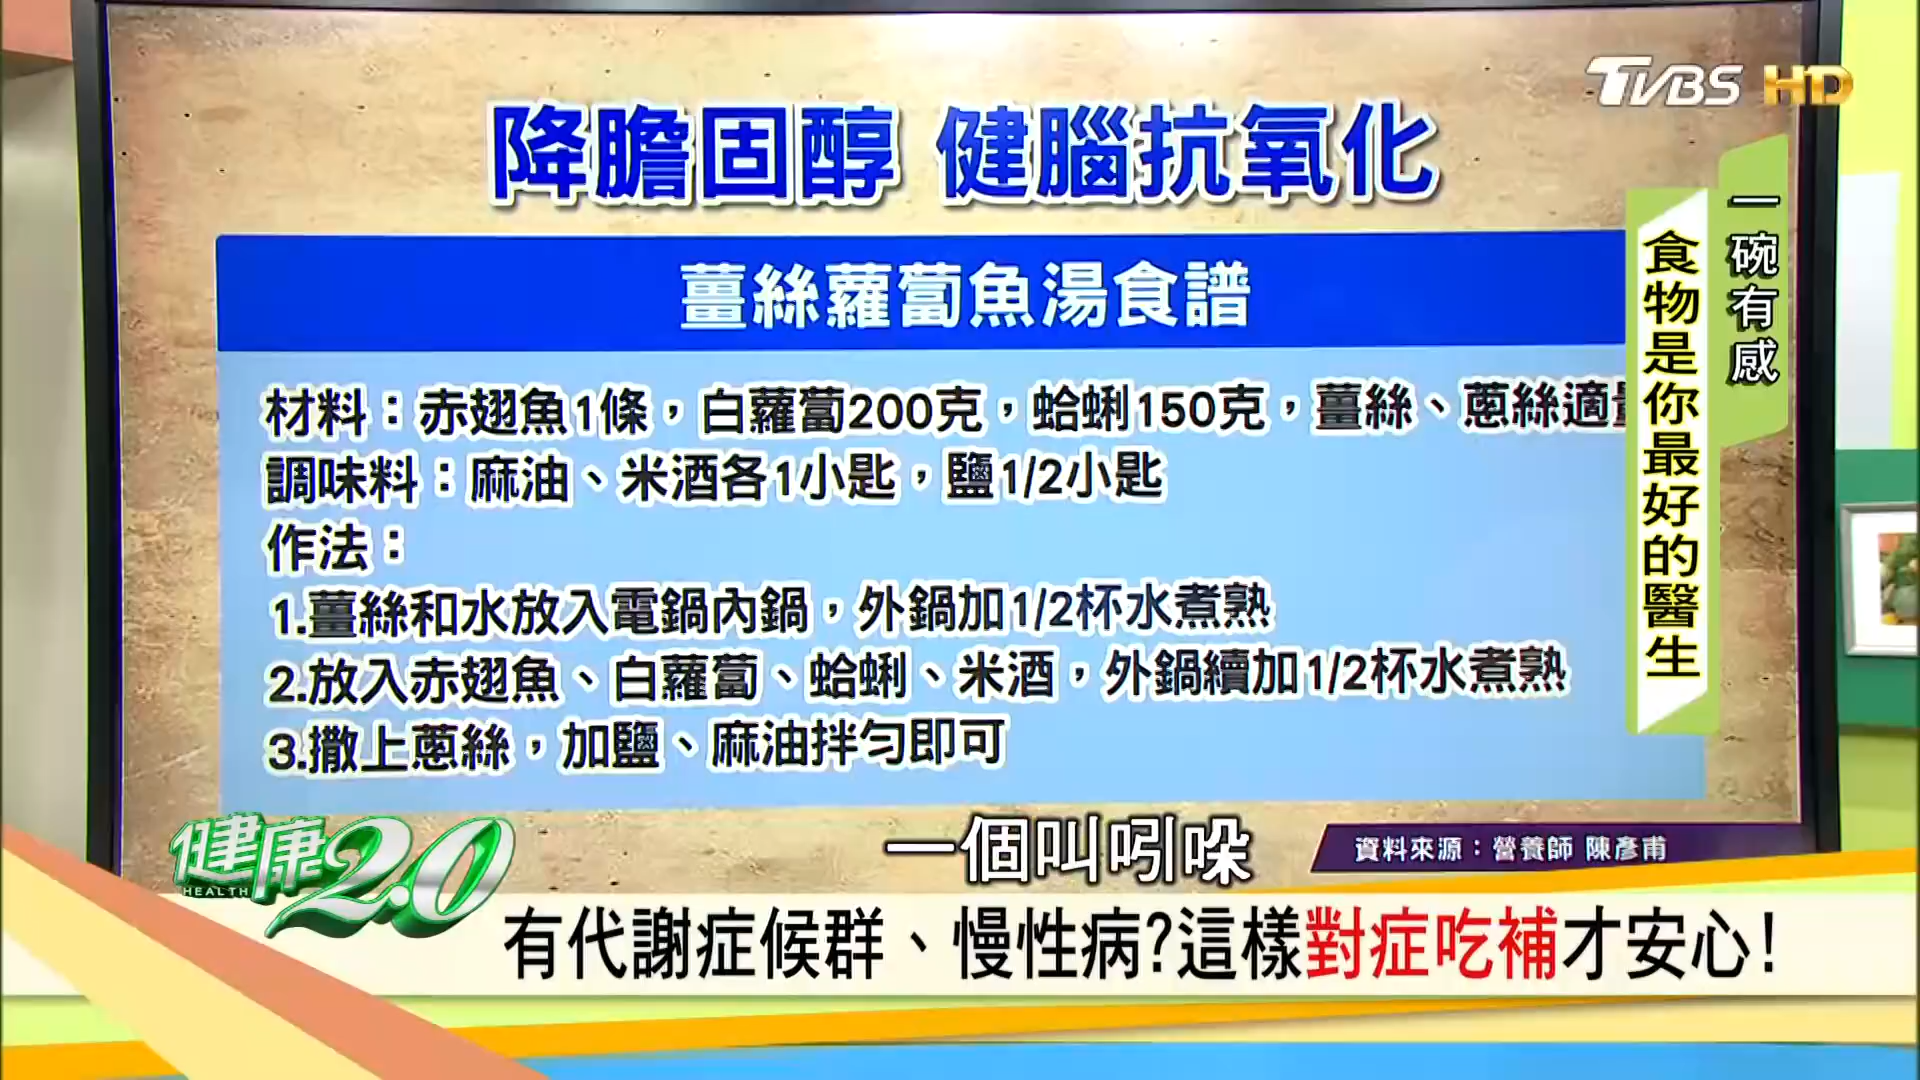 TVBS HD
降膽固醇 健腦抗氧化
一碗有感
食物是你最好的醫生
薑絲蘿蔔魚湯食譜
材料：赤翅魚1條，白蘿蔔200克，蛤蜊150克，薑絲、蔥絲適量
調味料：麻油、米酒各1小匙，鹽1/2小匙
作法：
1.薑絲和水放入電鍋內鍋，外鍋加1/2杯水煮熟
2.放入赤翅魚、白蘿蔔、蛤蜊、米酒，外鍋續加1/2杯水煮熟
3.撒上蔥絲，加鹽、麻油拌勻即可
健康2.0
HEALTH
一個叫吲哚
資料來源：營養師 陳彥甫
有代謝症候群、慢性病?這樣對症吃補才安心!